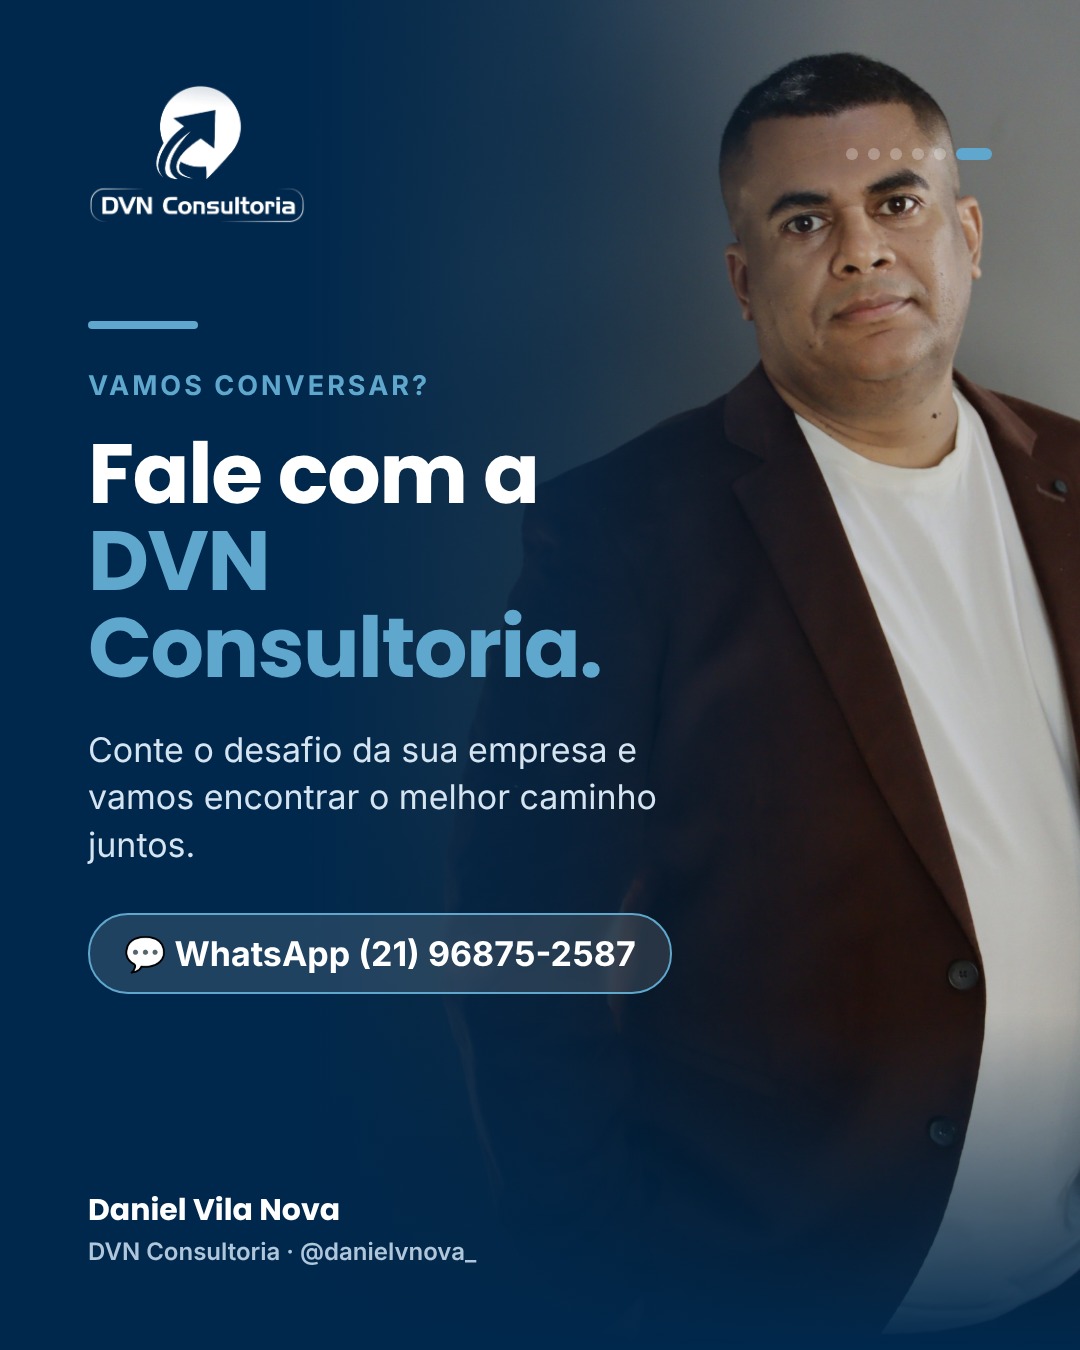 DVN Consultoria
VAMOS CONVERSAR?
Fale com a
DVN
Consultoria.
Conte o desafio da sua empresa e
vamos encontrar o melhor caminho
juntos.
💬 WhatsApp (21) 96875-2587
Daniel Vila Nova
DVN Consultoria · @danielvnova_